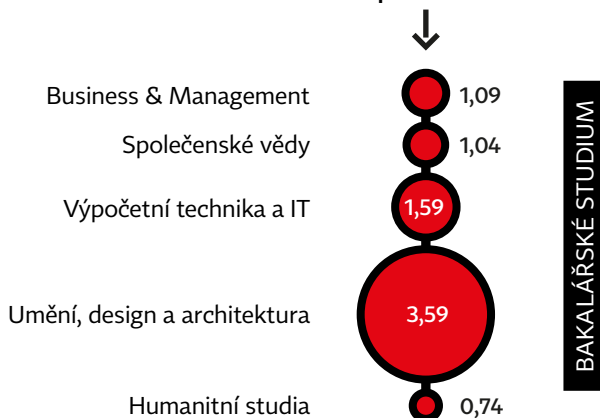 Business & Management 1,09
Společenské vědy 1,04
Výpočetní technika a IT 1,59
Umění, design a architektura 3,59
Humanitní studia 0,74
BAKALÁŘSKÉ STUDIUM